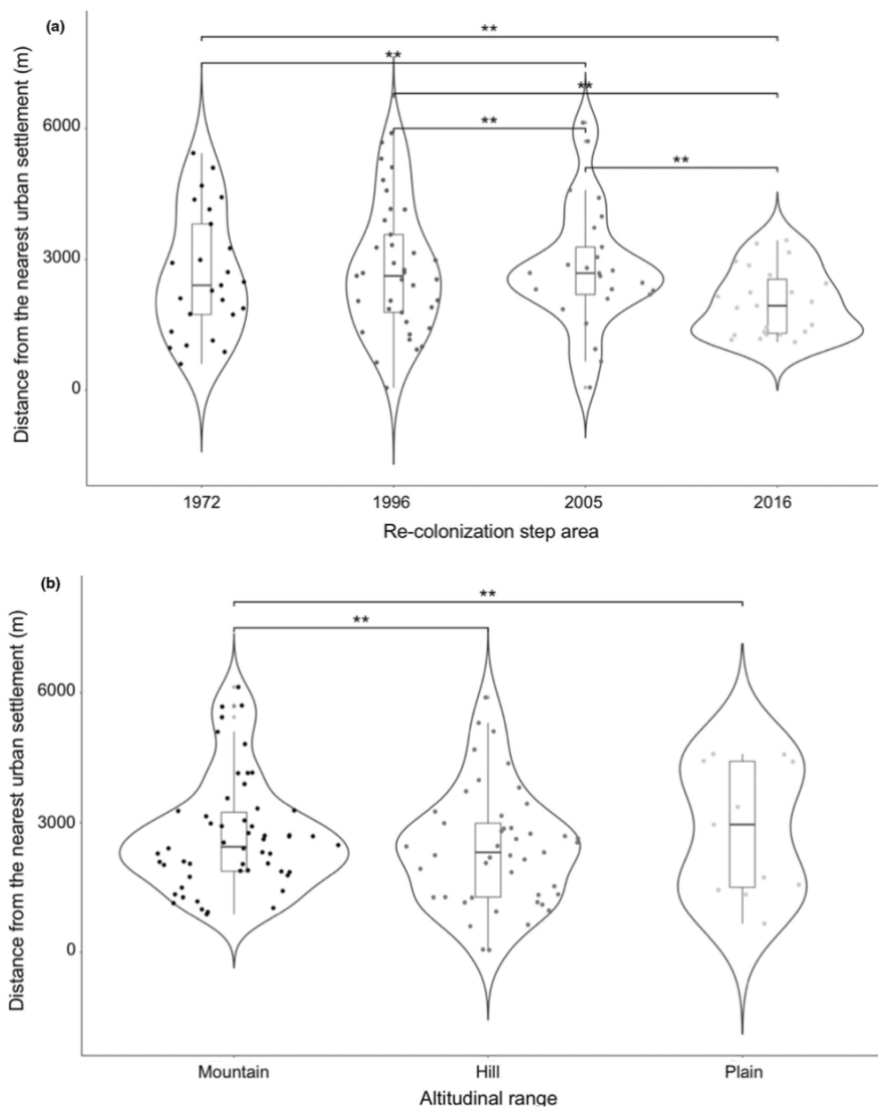 (a)
Distance from the nearest urban settlement (m)
**
**
**
**
**
6000
3000
0
1972 1996 2005 2016
Re-colonization step area
(b)
Distance from the nearest urban settlement (m)
**
**
6000
3000
0
Mountain Hill Plain
Altitudinal range